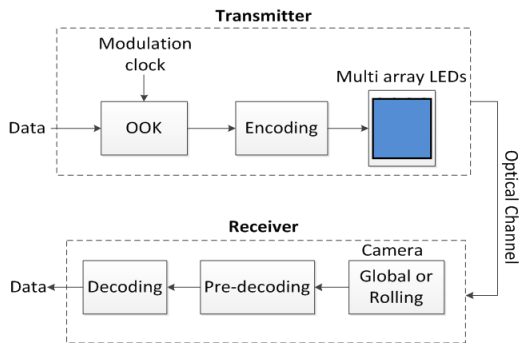 Transmitter
Modulation
clock
Multi array LEDs
Data
OOK
Encoding
Optical Channel
Receiver
Camera
Data
Decoding
Pre-decoding
Global or
Rolling